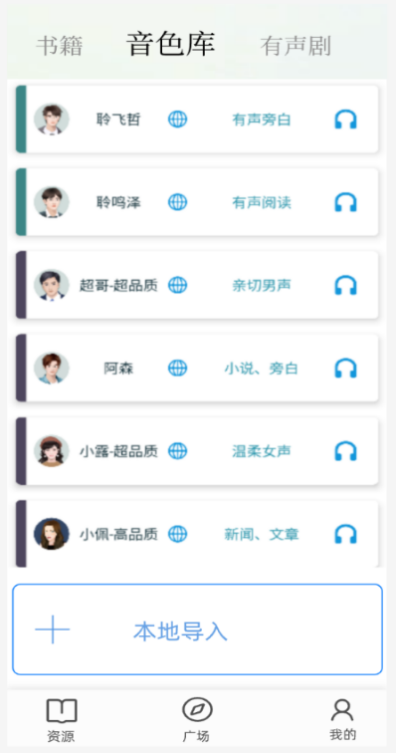 书籍 音色库 有声剧
聆飞哲 有声旁白
聆鸣泽 有声阅读
超哥-超品质 亲切男声
阿森 小说、旁白
小露-超品质 温柔女声
小佩-高品质 新闻、文章
本地导入
资源 广场 我的